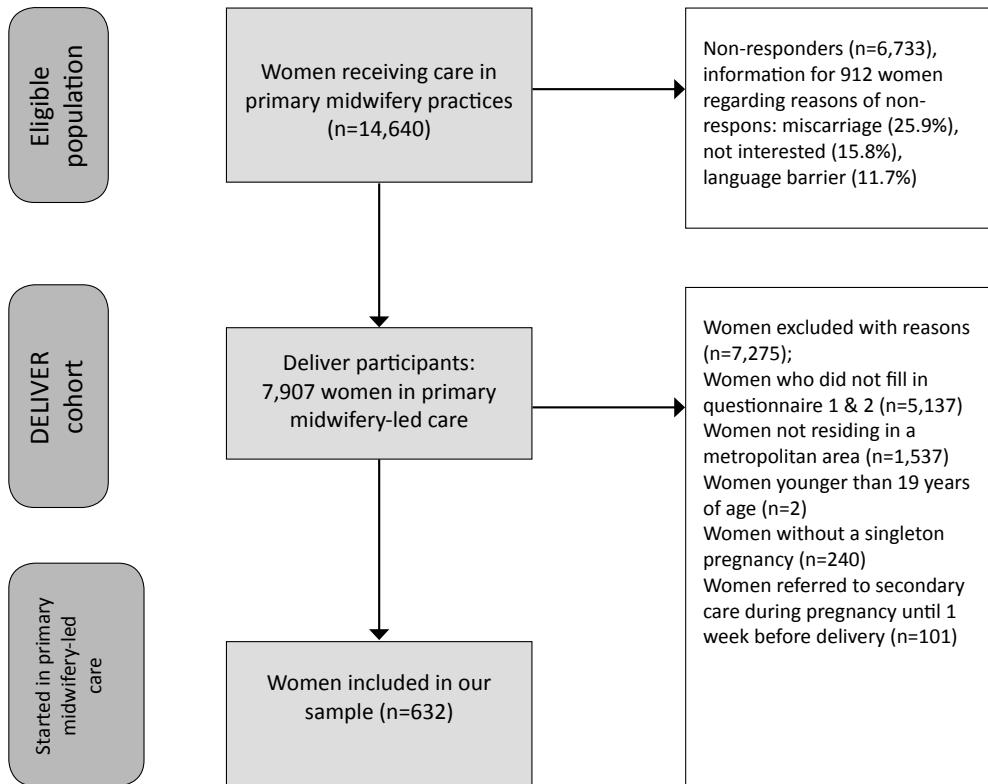 Eligible
population
Women receiving care in
primary midwifery practices
(n=14,640)
Non-responders (n=6,733),
information for 912 women
regarding reasons of non-
respons: miscarriage (25.9%),
not interested (15.8%),
language barrier (11.7%)
DELIVER
cohort
Deliver participants:
7,907 women in primary
midwifery-led care
Women excluded with reasons
(n=7,275);
Women who did not fill in
questionnaire 1 & 2 (n=5,137)
Women not residing in a
metropolitan area (n=1,537)
Women younger than 19 years
of age (n=2)
Women without a singleton
pregnancy (n=240)
Women referred to secondary
care during pregnancy until 1
week before delivery (n=101)
Started in primary
midwifery-led
care
Women included in our
sample (n=632)